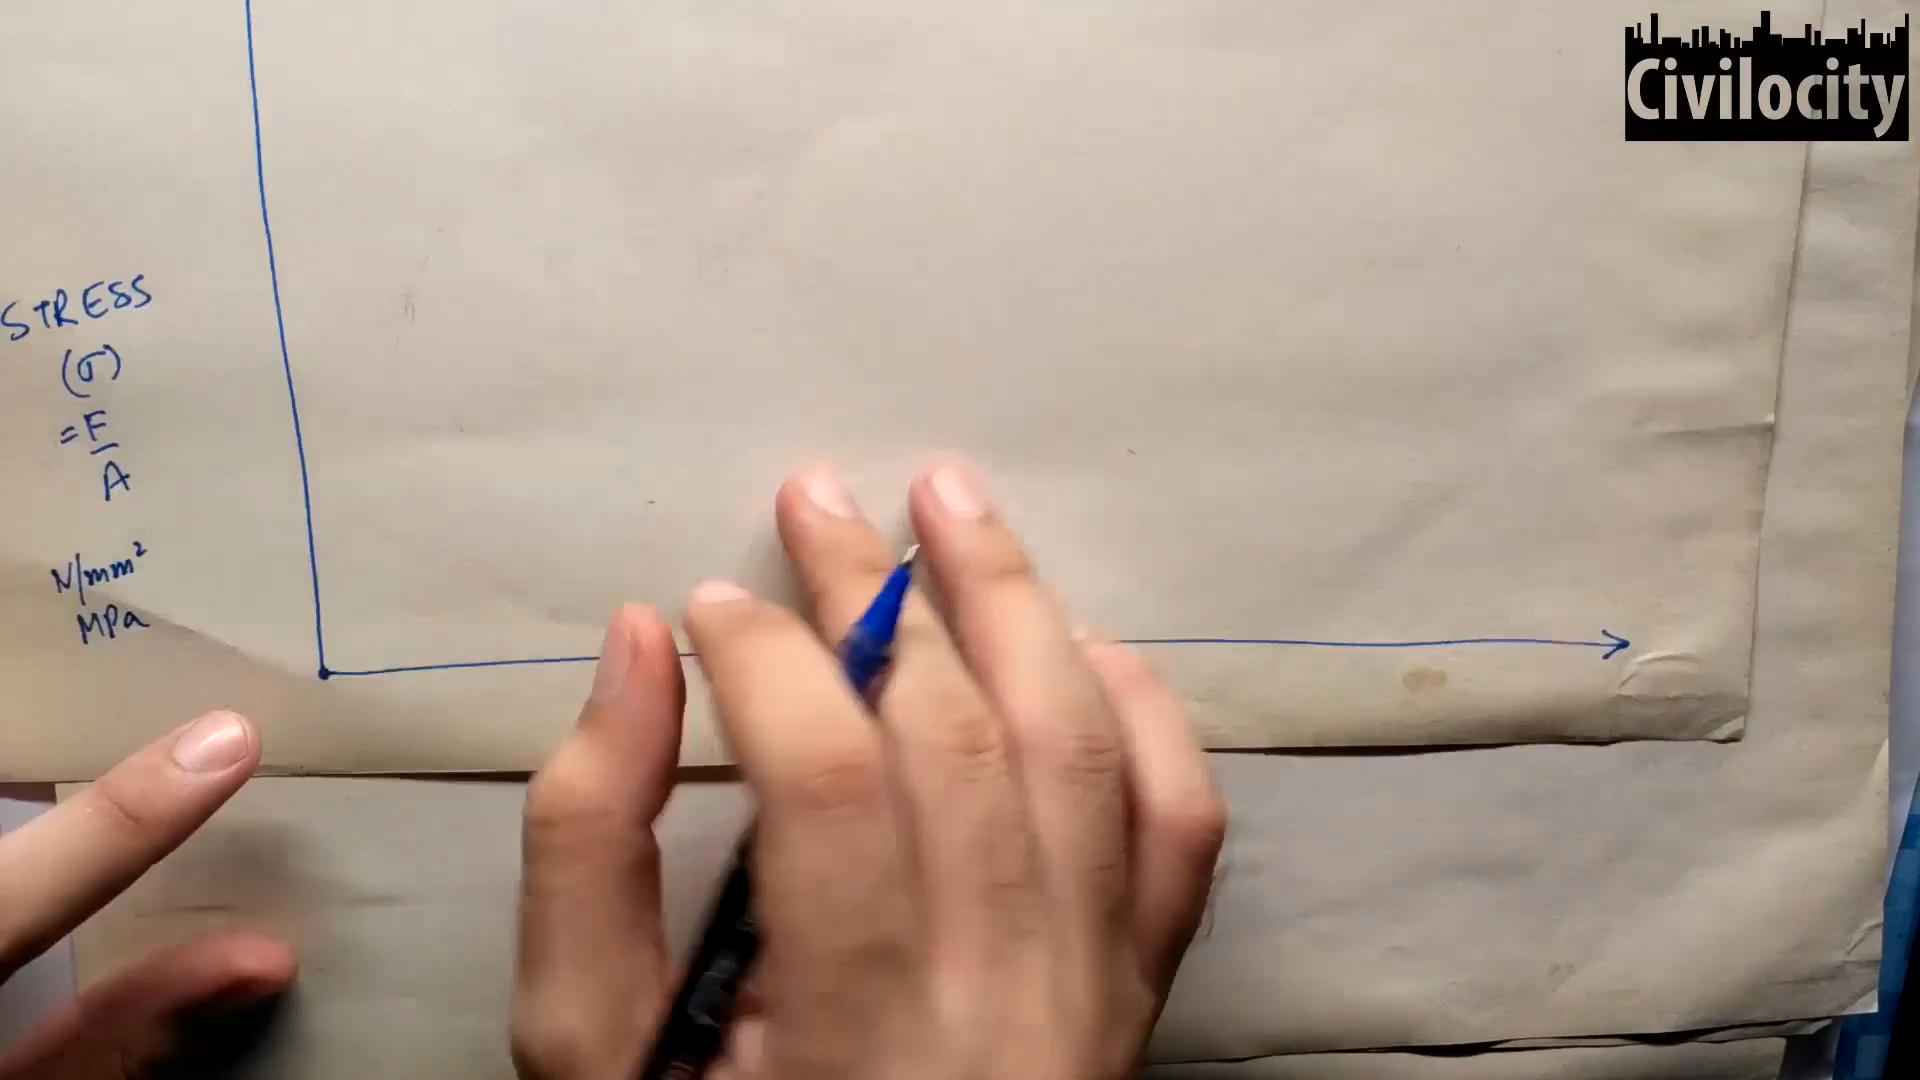 Civilocity
STRESS
(σ)
=F
A
N/mm²
MPa